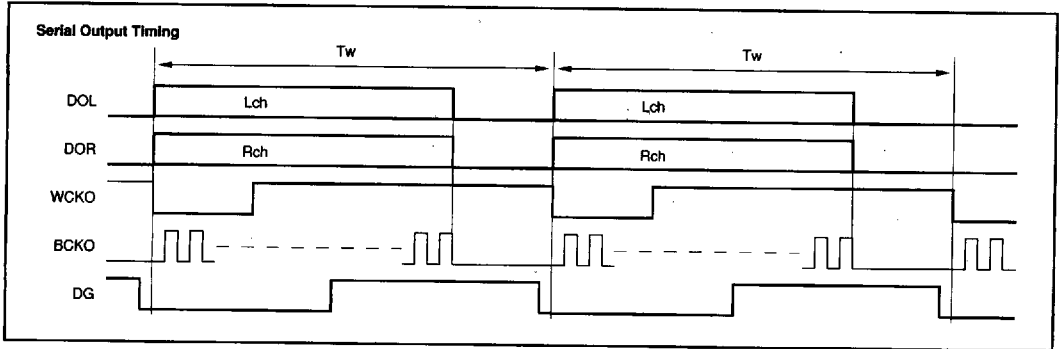 Serial Output Timing
Tw Tw
DOL Lch Lch
DOR Rch Rch
WCKO
BCKO
DG